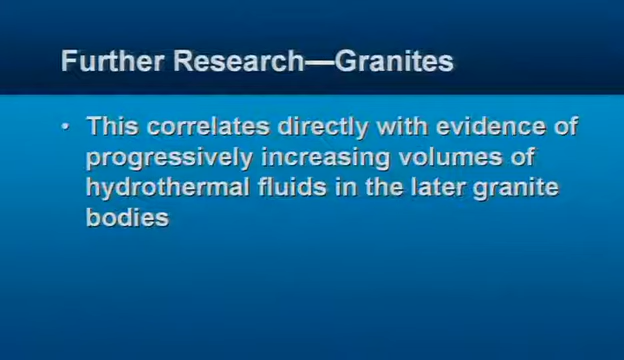 Further Research—Granites
• This correlates directly with evidence of
progressively increasing volumes of
hydrothermal fluids in the later granite
bodies